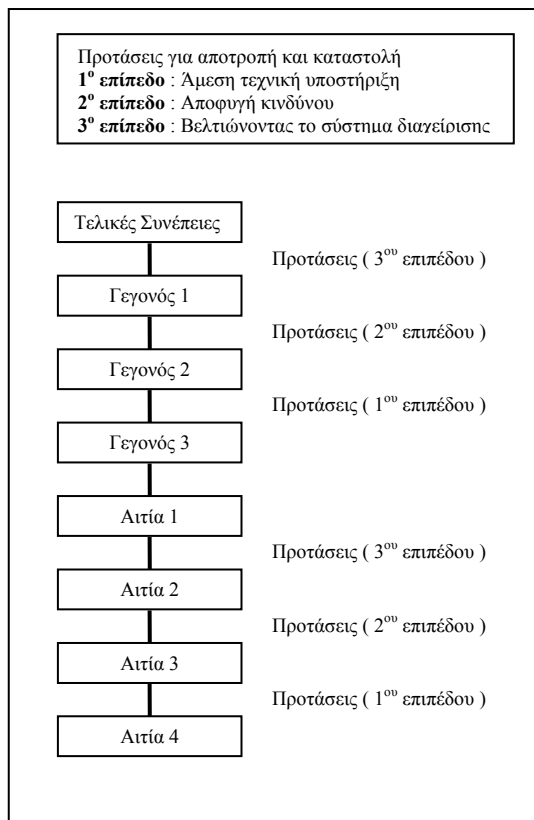 Προτάσεις για αποτροπή και καταστολή
1ο επίπεδο : Άμεση τεχνική υποστήριξη
2ο επίπεδο : Αποφυγή κινδύνου
3ο επίπεδο : Βελτιώνοντας το σύστημα διαχείρισης
Τελικές Συνέπειες
Προτάσεις ( 3ου επιπέδου )
Γεγονός 1
Προτάσεις ( 2ου επιπέδου )
Γεγονός 2
Προτάσεις ( 1ου επιπέδου )
Γεγονός 3
Αιτία 1
Προτάσεις ( 3ου επιπέδου )
Αιτία 2
Προτάσεις ( 2ου επιπέδου )
Αιτία 3
Προτάσεις ( 1ου επιπέδου )
Αιτία 4